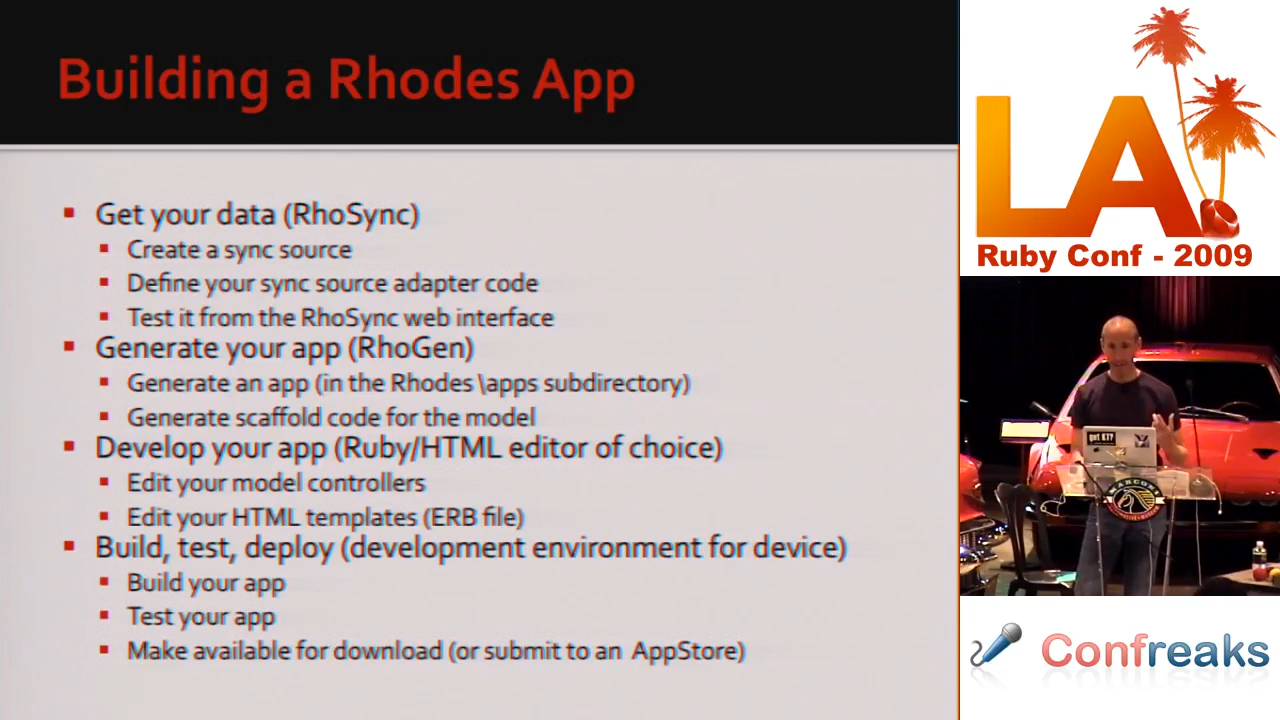 Building a Rhodes App
Get your data (RhoSync)
Create a sync source
Define your sync source adapter code
Test it from the RhoSync web interface
Generate your app (RhoGen)
Generate an app (in the Rhodes \apps subdirectory)
Generate scaffold code for the model
Develop your app (Ruby/HTML editor of choice)
Edit your model controllers
Edit your HTML templates (ERB file)
Build, test, deploy (development environment for device)
Build your app
Test your app
Make available for download (or submit to an AppStore)
LA
Ruby Conf - 2009
got KT?
MARCONI
Confreaks